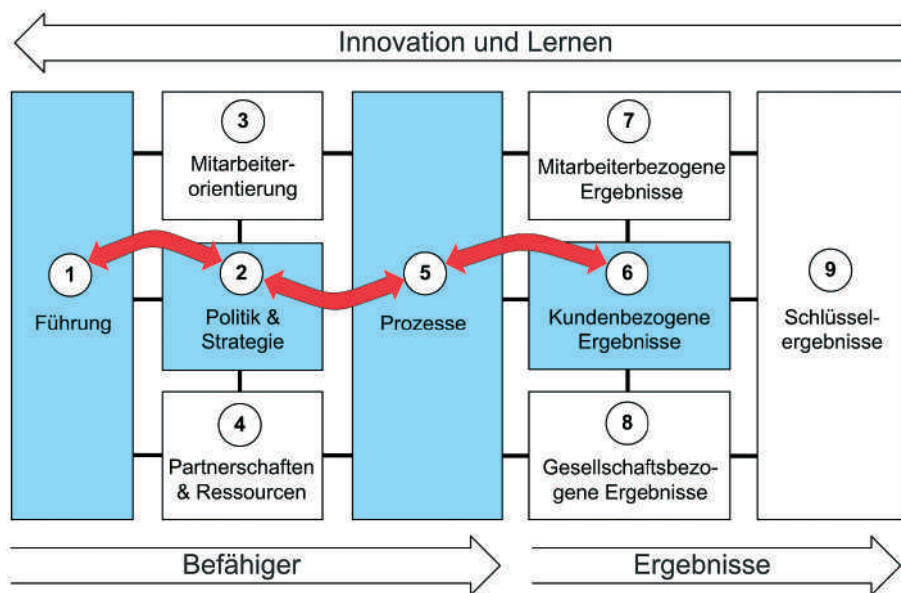 Innovation und Lernen
1
Führung
3
Mitarbeiter-
orientierung
2
Politik &
Strategie
4
Partnerschaften
& Ressourcen
5
Prozesse
7
Mitarbeiterbezogene
Ergebnisse
6
Kundenbezogene
Ergebnisse
8
Gesellschaftsbezo-
gene Ergebnisse
9
Schlüssel-
ergebnisse
Befähiger
Ergebnisse